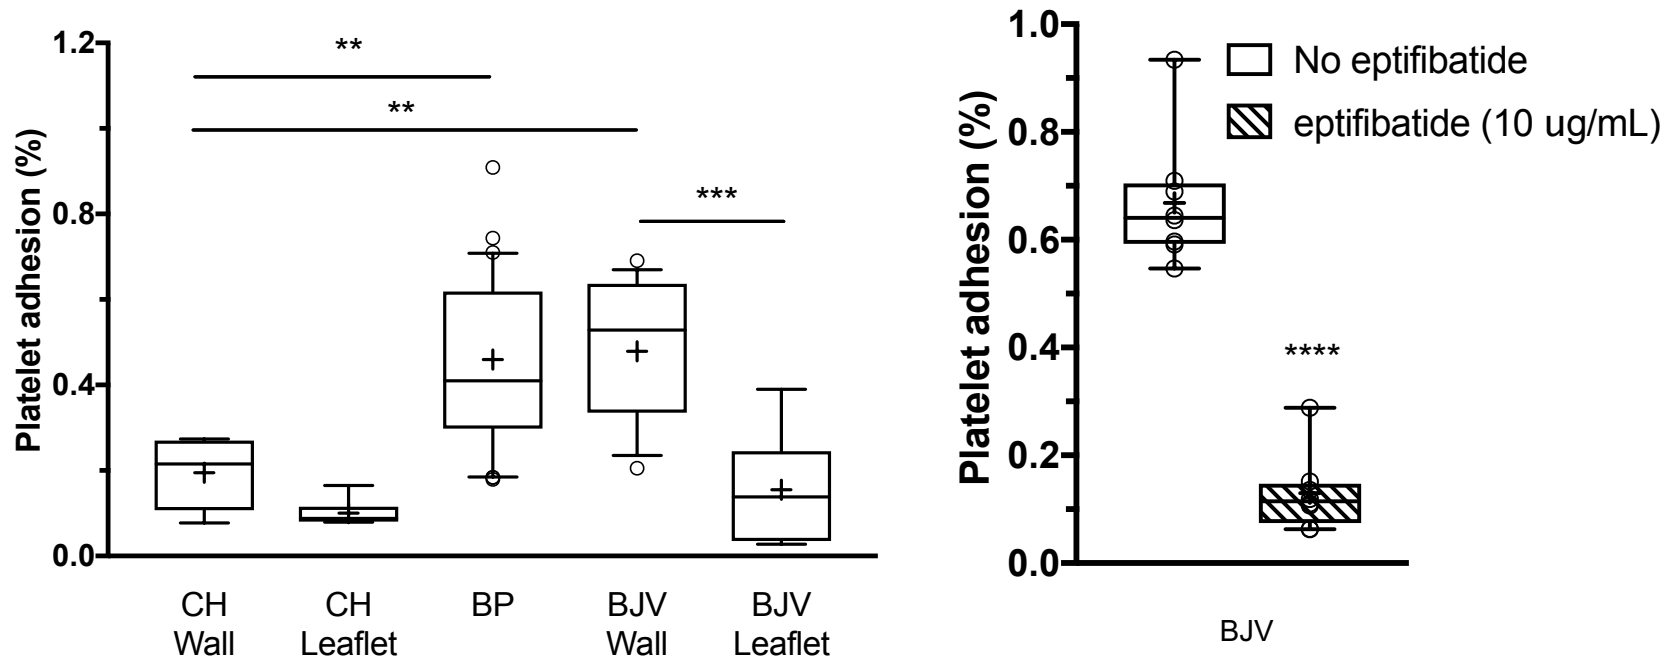 Platelet adhesion (%)
1.2
0.8
0.4
0.0
**
**
***
CH
Wall
CH
Leaflet
BP
BJV
Wall
BJV
Leaflet
Platelet adhesion (%)
1.0
0.8
0.6
0.4
0.2
0.0
No eptifibatide
eptifibatide (10 ug/mL)
****
BJV